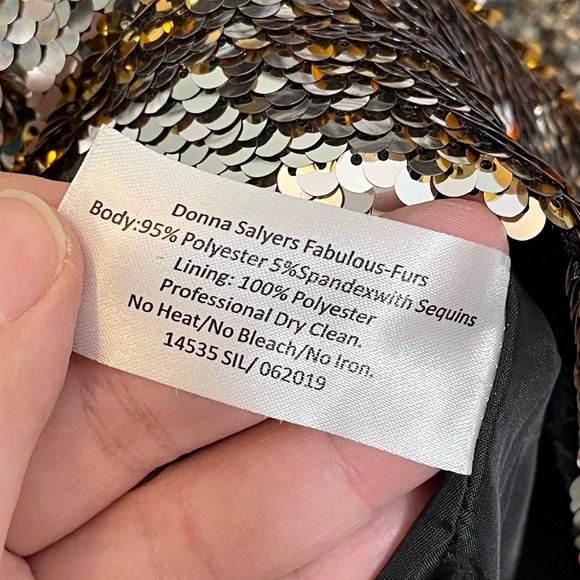 Donna Salyers Fabulous-Furs
Body:95% Polyester 5%Spandexwith Sequins
Lining: 100% Polyester
Professional Dry Clean.
No Heat/No Bleach/No Iron.
14535 SIL/ 062019